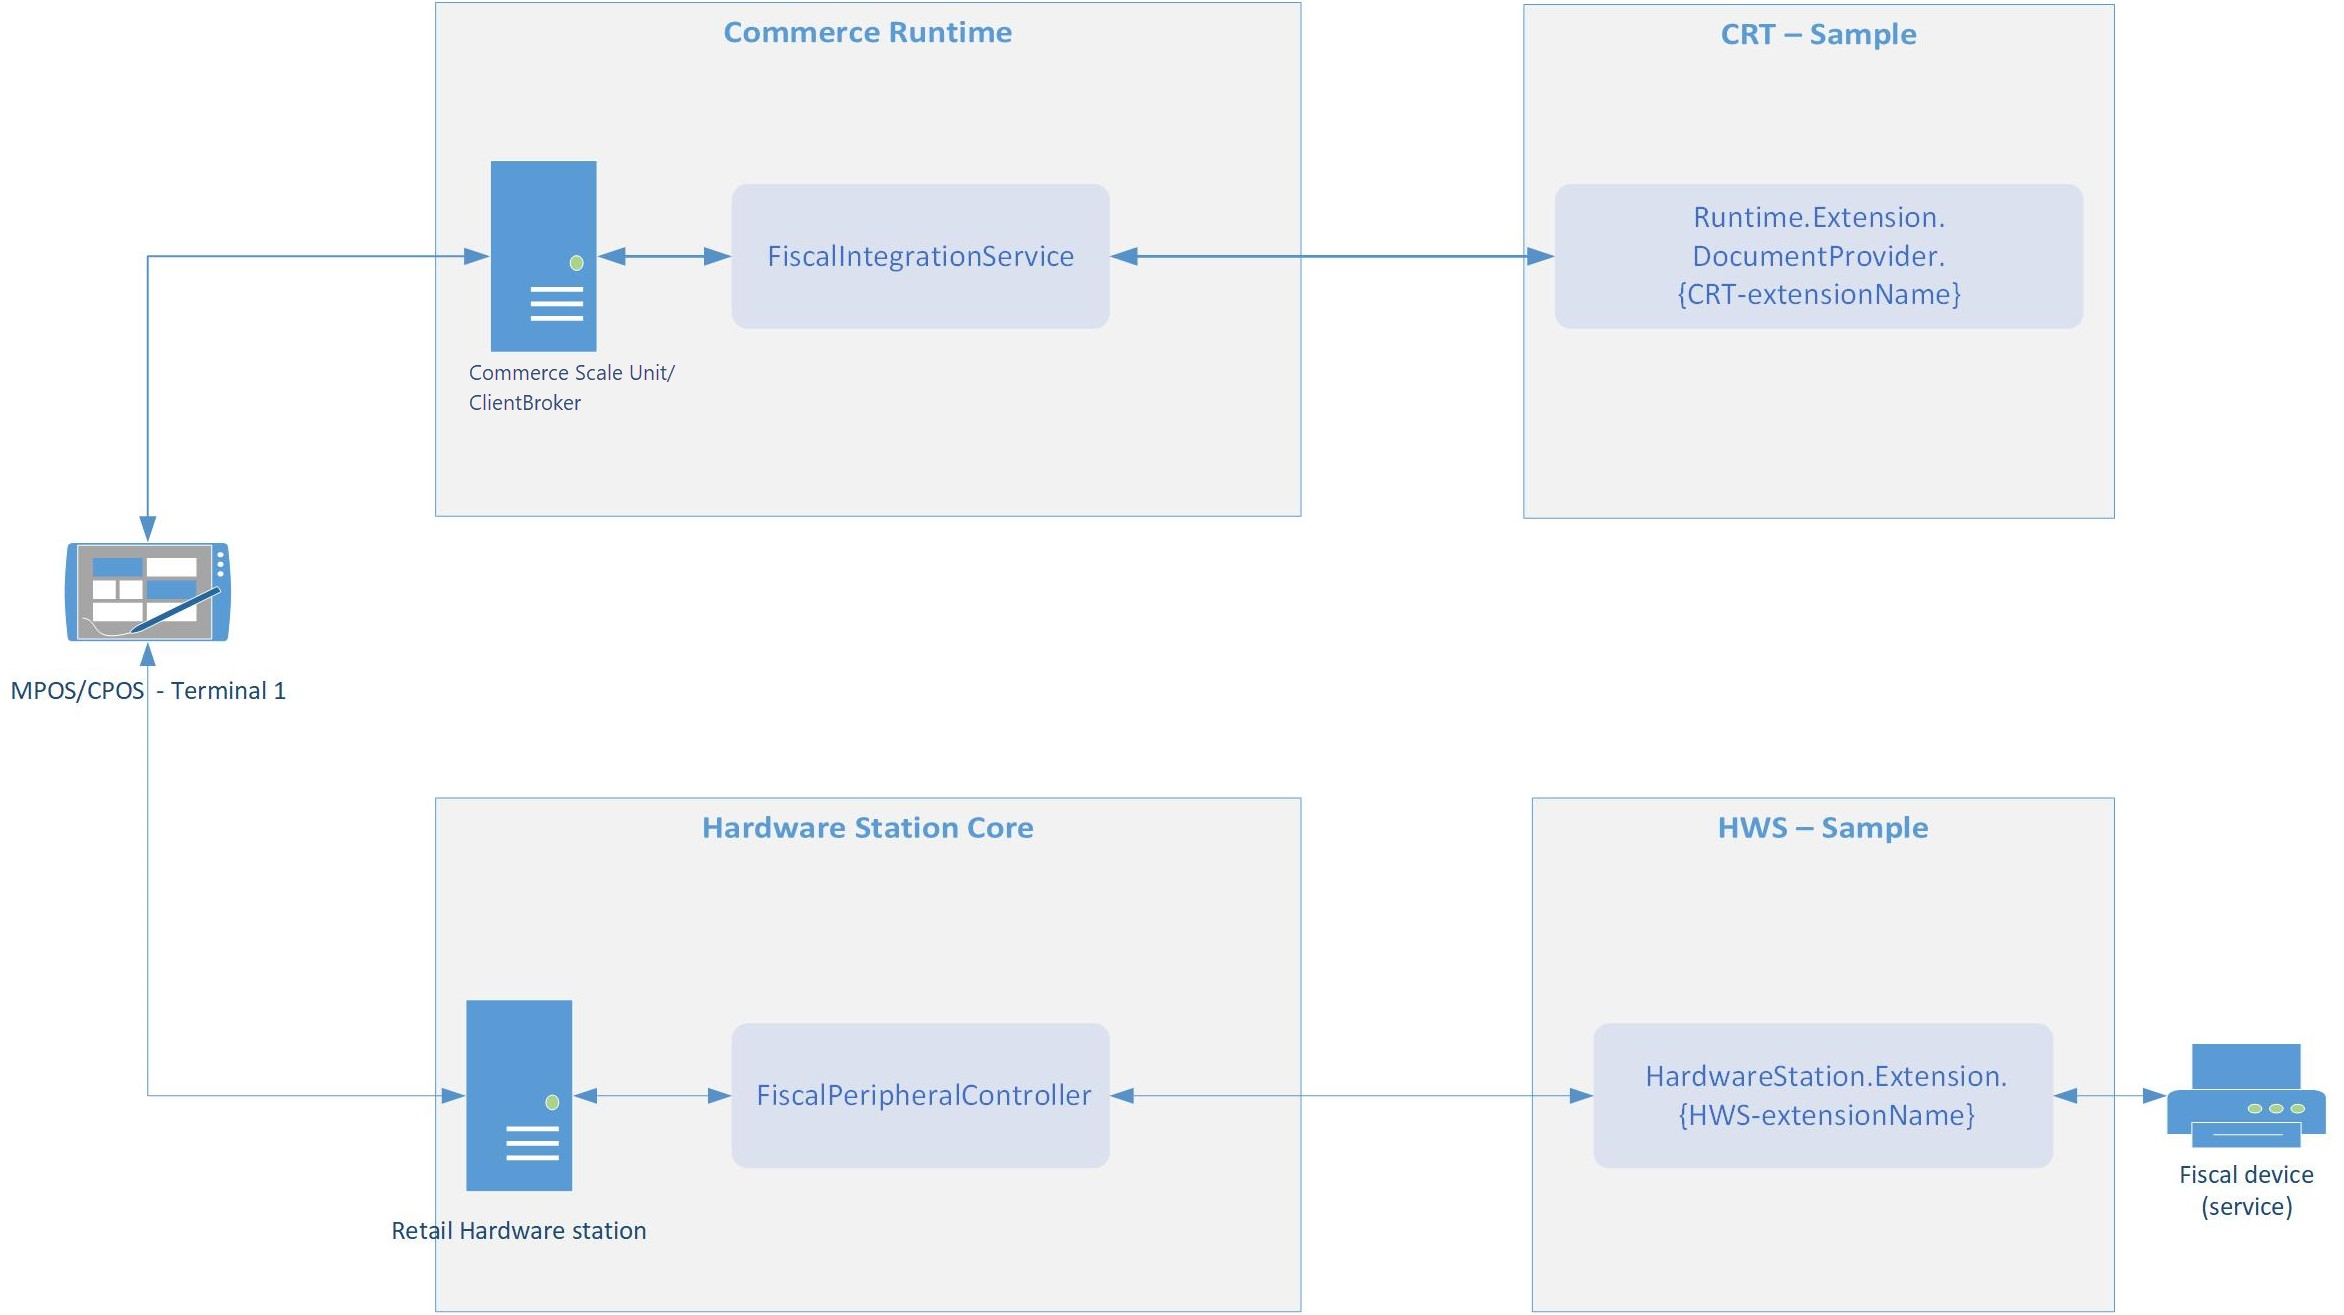 Commerce Runtime
CRT – Sample
FiscalIntegrationService
Runtime.Extension.
DocumentProvider.
{CRT-extensionName}
Commerce Scale Unit/
ClientBroker
MPOS/CPOS - Terminal 1
Hardware Station Core
HWS – Sample
FiscalPeripheralController
HardwareStation.Extension.
{HWS-extensionName}
Fiscal device
(service)
Retail Hardware station